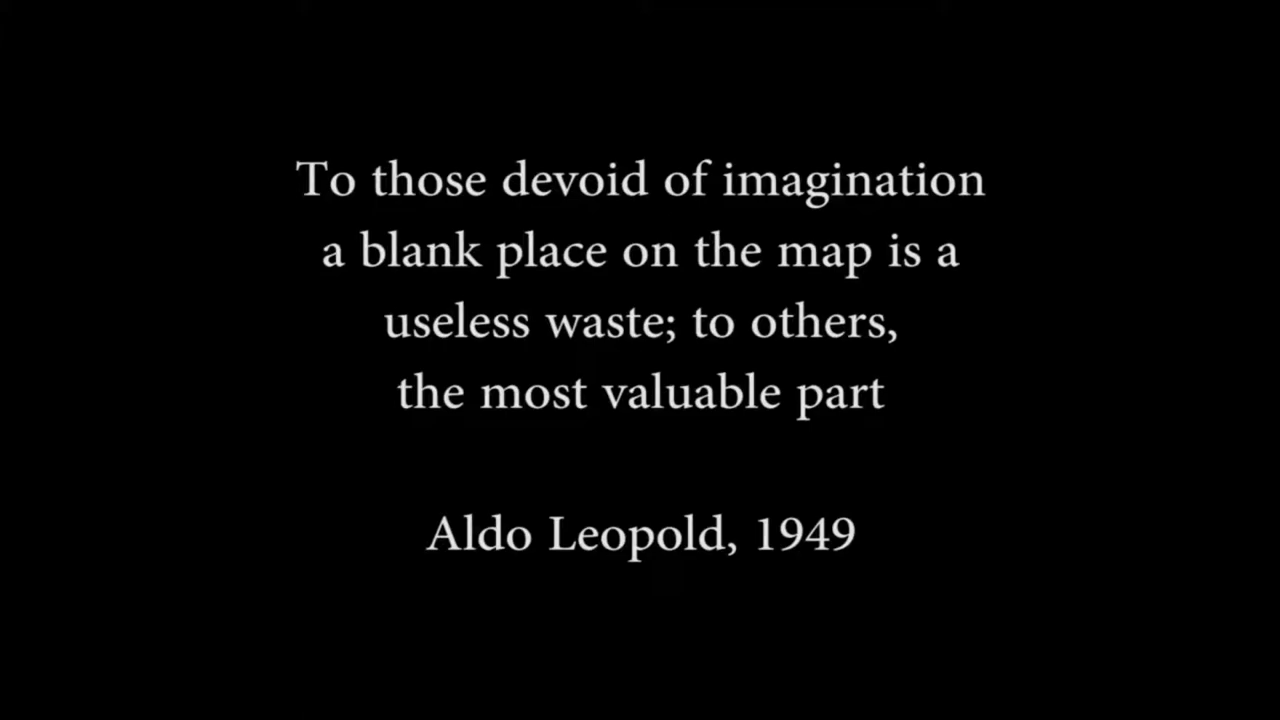 To those devoid of imagination
a blank place on the map is a
useless waste; to others,
the most valuable part
Aldo Leopold, 1949